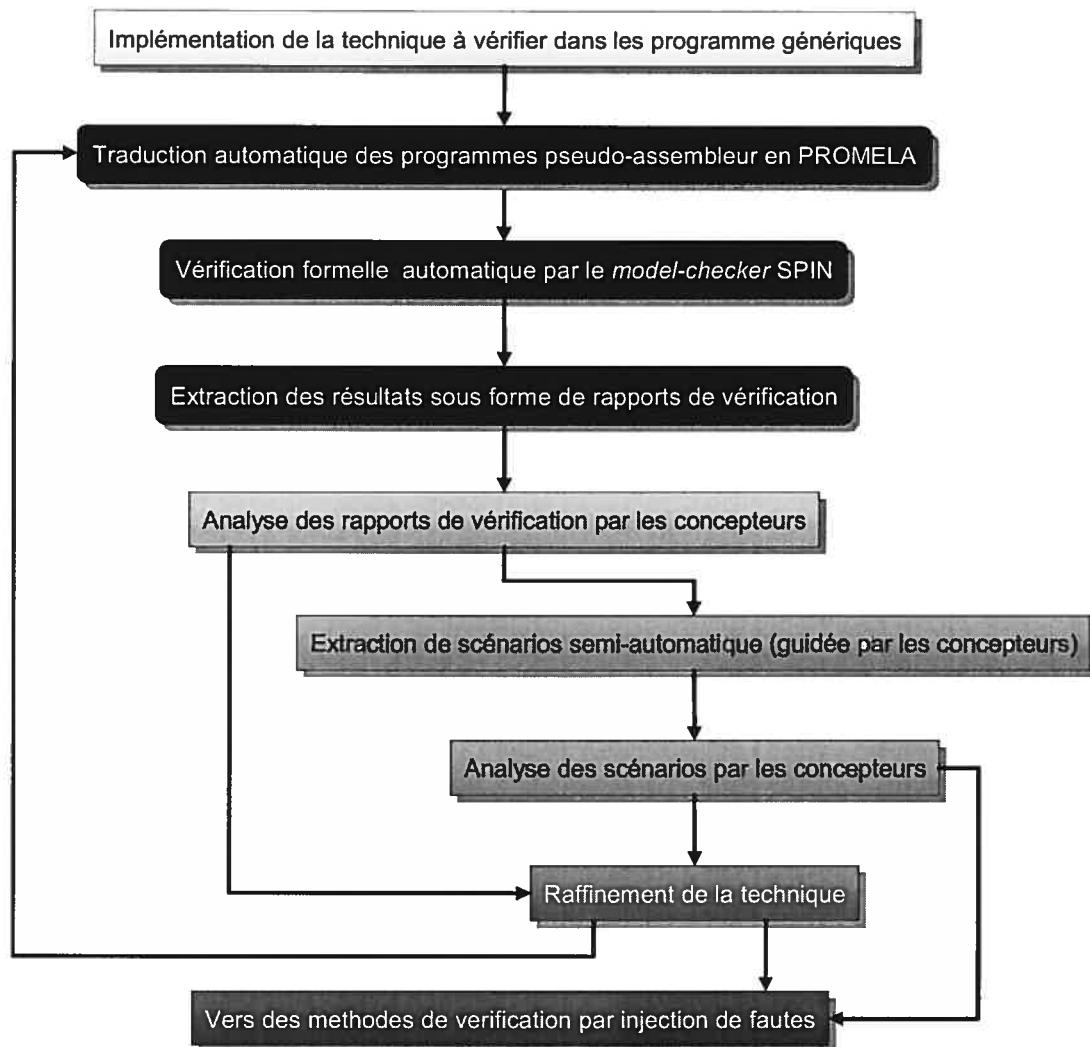 Implémentation de la technique à vérifier dans les programme génériques
Traduction automatique des programmes pseudo-assembleur en PROMELA
Vérification formelle automatique par le model-checker SPIN
Extraction des résultats sous forme de rapports de vérification
Analyse des rapports de vérification par les concepteurs
Extraction de scénarios semi-automatique (guidée par les concepteurs)
Analyse des scénarios par les concepteurs
Raffinement de la technique
Vers des methodes de verification par injection de fautes